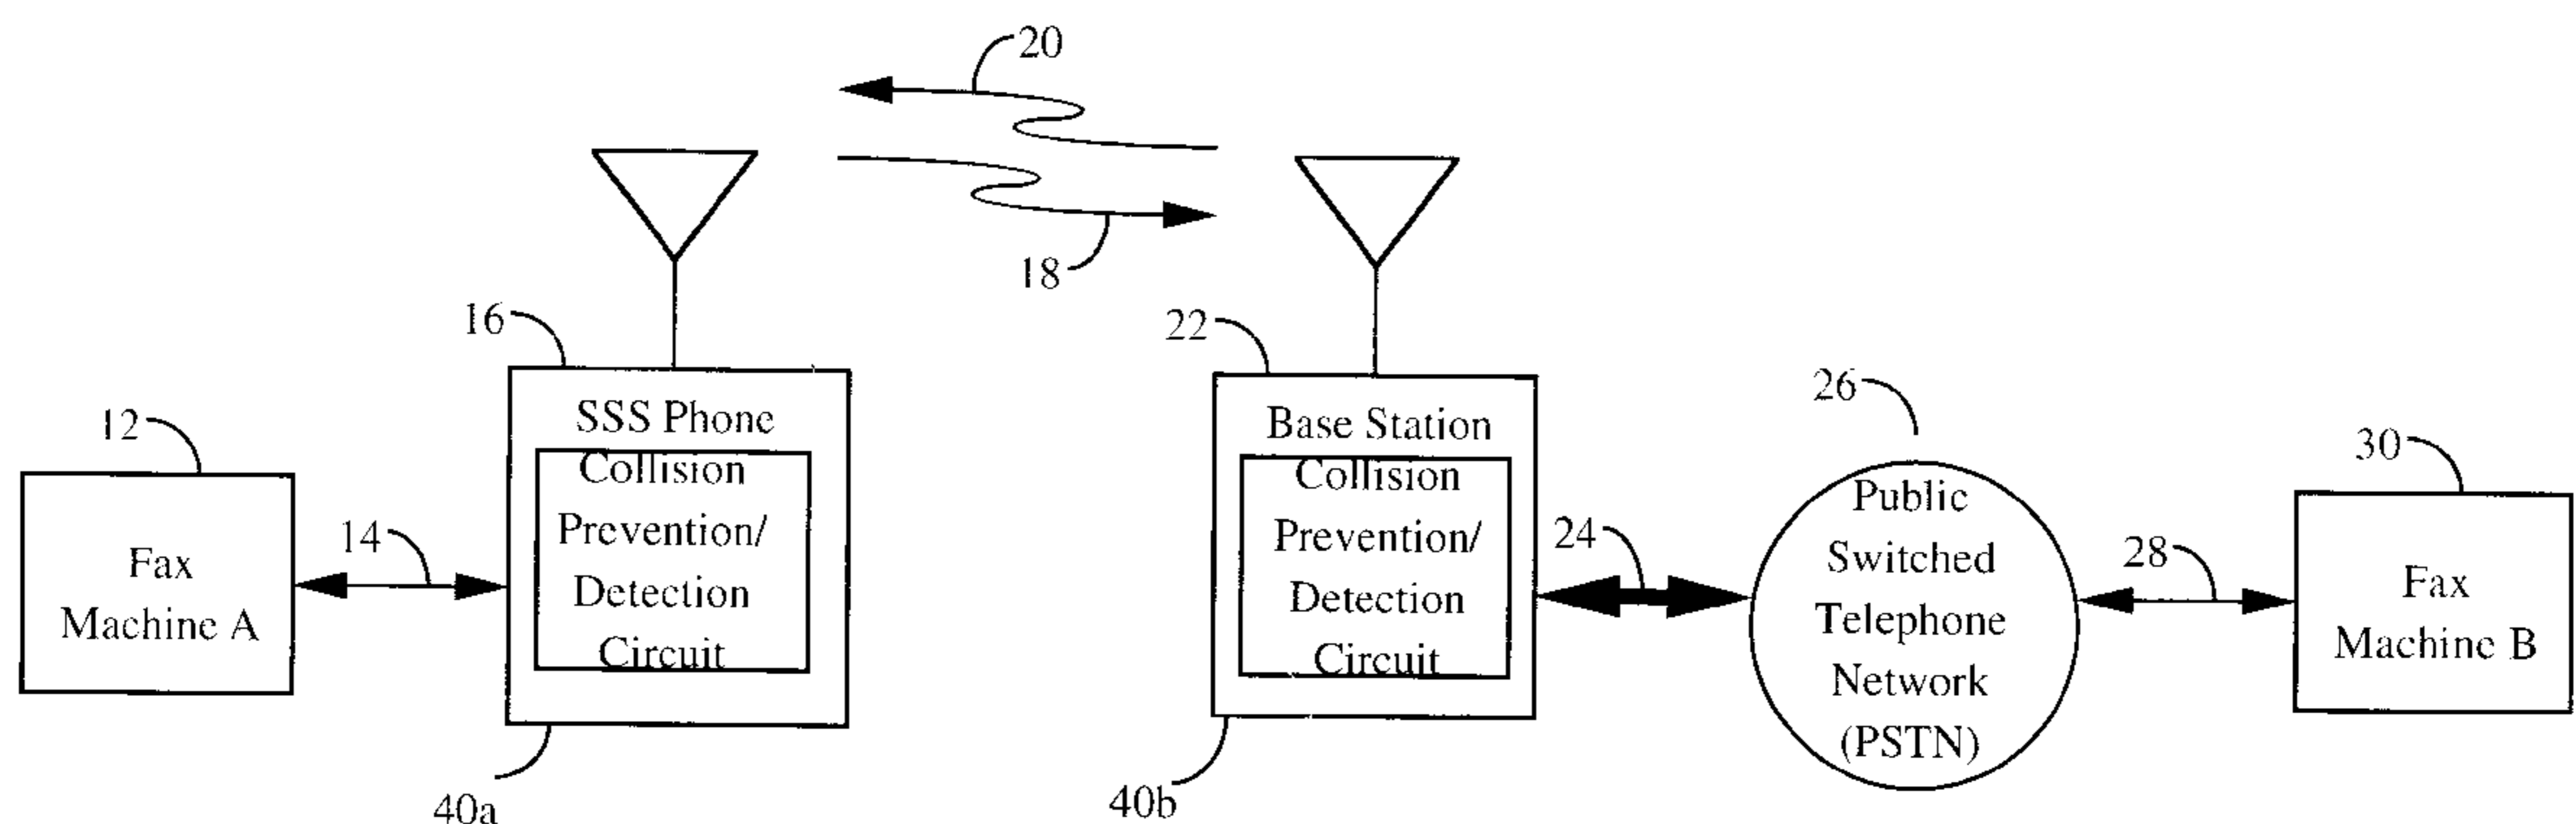 20
18
16
22
26
12
30
SSS Phone
Base Station
Collision
Prevention/
Detection
Circuit
Collision
Prevention/
Detection
Circuit
14
24
28
Public
Switched
Telephone
Network
(PSTN)
Fax
Machine A
Fax
Machine B
40a
40b